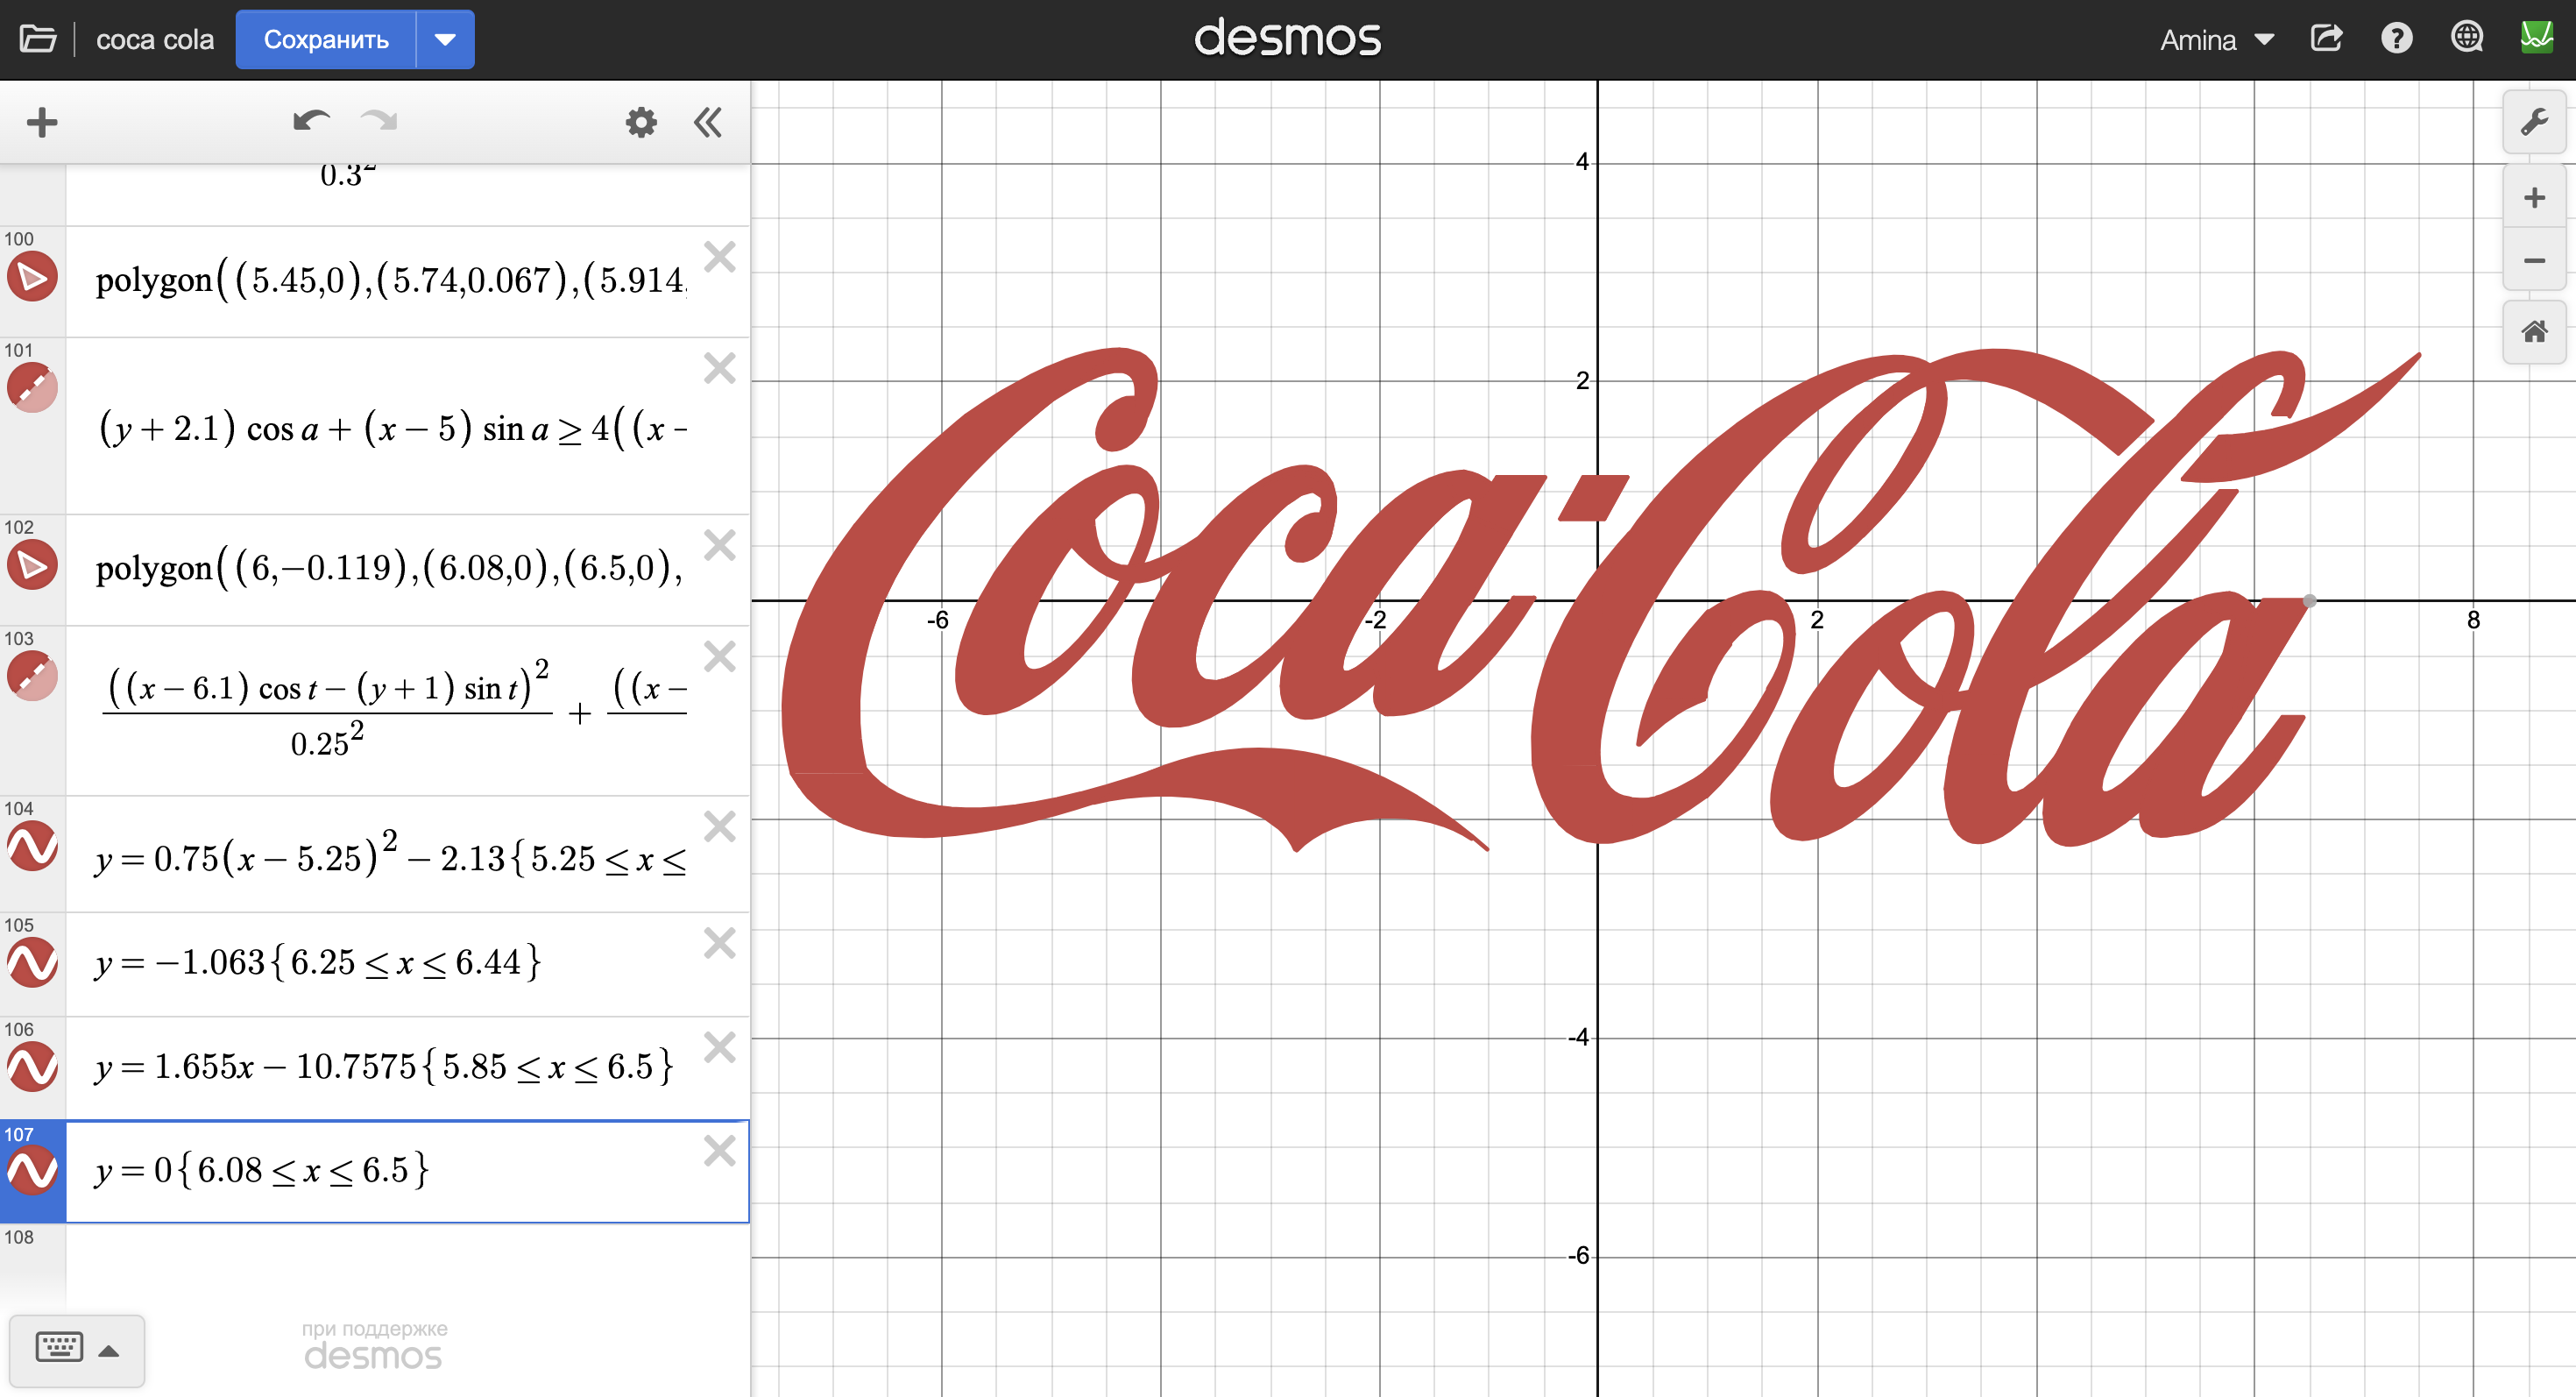 coca cola
Сохранить
desmos
Amina
0.3²
100
polygon((5.45,0),(5.74,0.067),(5.914,
101
(y+2.1) cos a+(x−5) sin a ≥ 4((x −
102
polygon((6,−0.119),(6.08,0),(6.5,0),
103
((x−6.1) cos t−(y+1) sin t)² / 0.25² + ((x −
104
y=0.75(x−5.25)²−2.13{5.25≤x≤
105
y=−1.063{6.25≤x≤6.44}
106
y=1.655x−10.7575{5.85≤x≤6.5}
107
y=0{6.08≤x≤6.5}
108
при поддержке
desmos
4
2
-6
-2
2
8
-4
-6
Coca-Cola